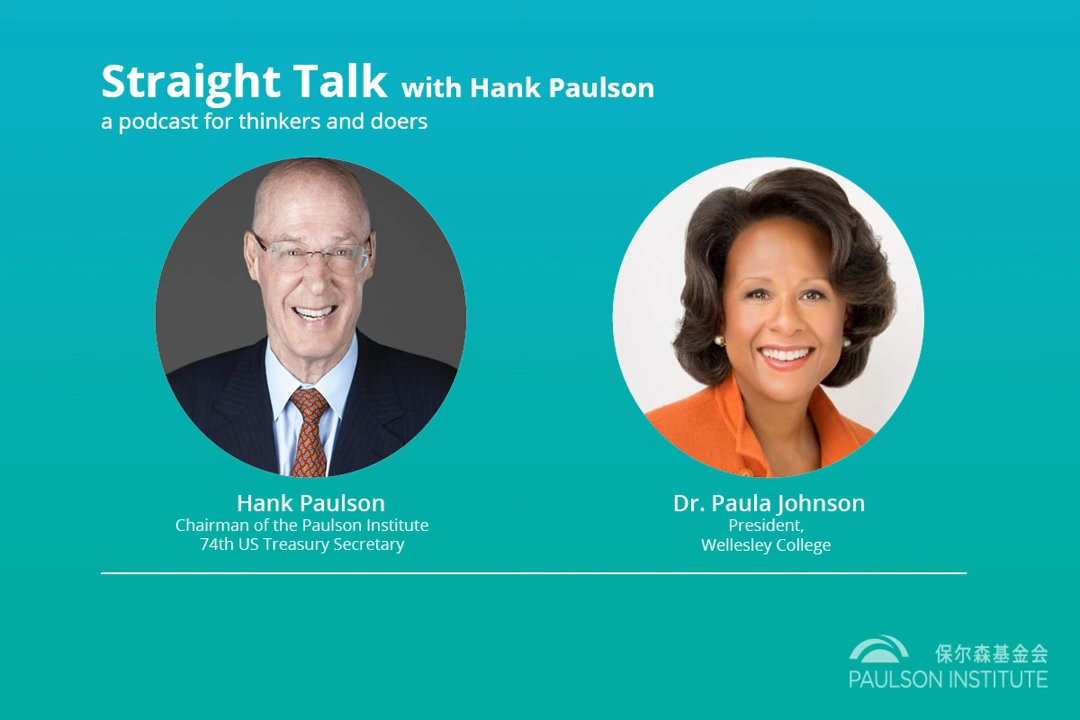 Straight Talk with Hank Paulson
a podcast for thinkers and doers
Hank Paulson
Chairman of the Paulson Institute
74th US Treasury Secretary
Dr. Paula Johnson
President,
Wellesley College
保尔森基金会
PAULSON INSTITUTE